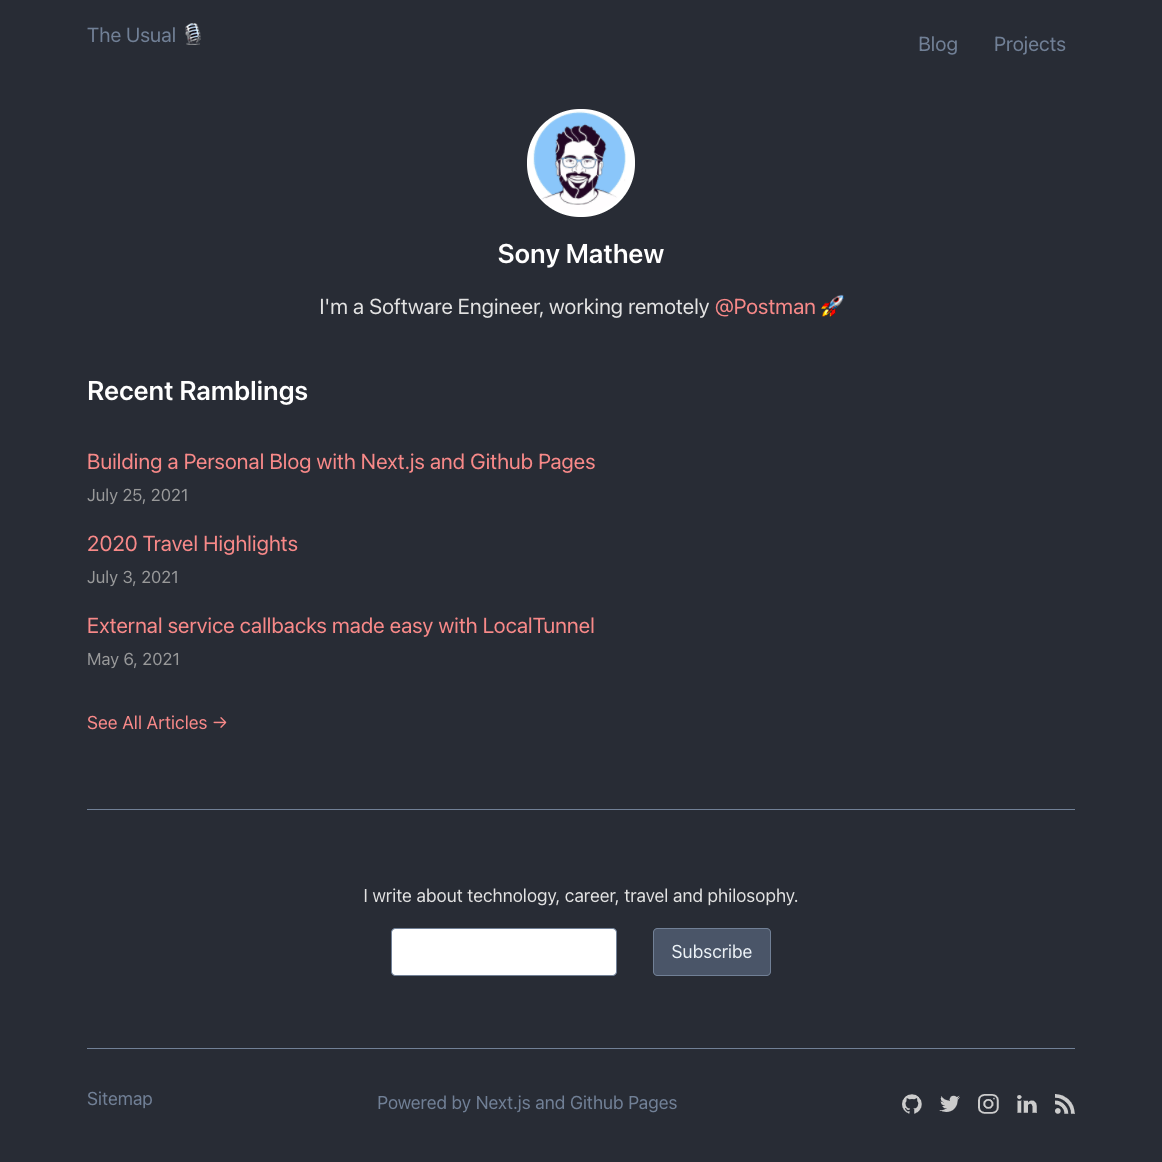 The Usual 🎙
Blog Projects
Sony Mathew
I'm a Software Engineer, working remotely @Postman 🚀
Recent Ramblings
Building a Personal Blog with Next.js and Github Pages
July 25, 2021
2020 Travel Highlights
July 3, 2021
External service callbacks made easy with LocalTunnel
May 6, 2021
See All Articles →
I write about technology, career, travel and philosophy.
Subscribe
Sitemap
Powered by Next.js and Github Pages